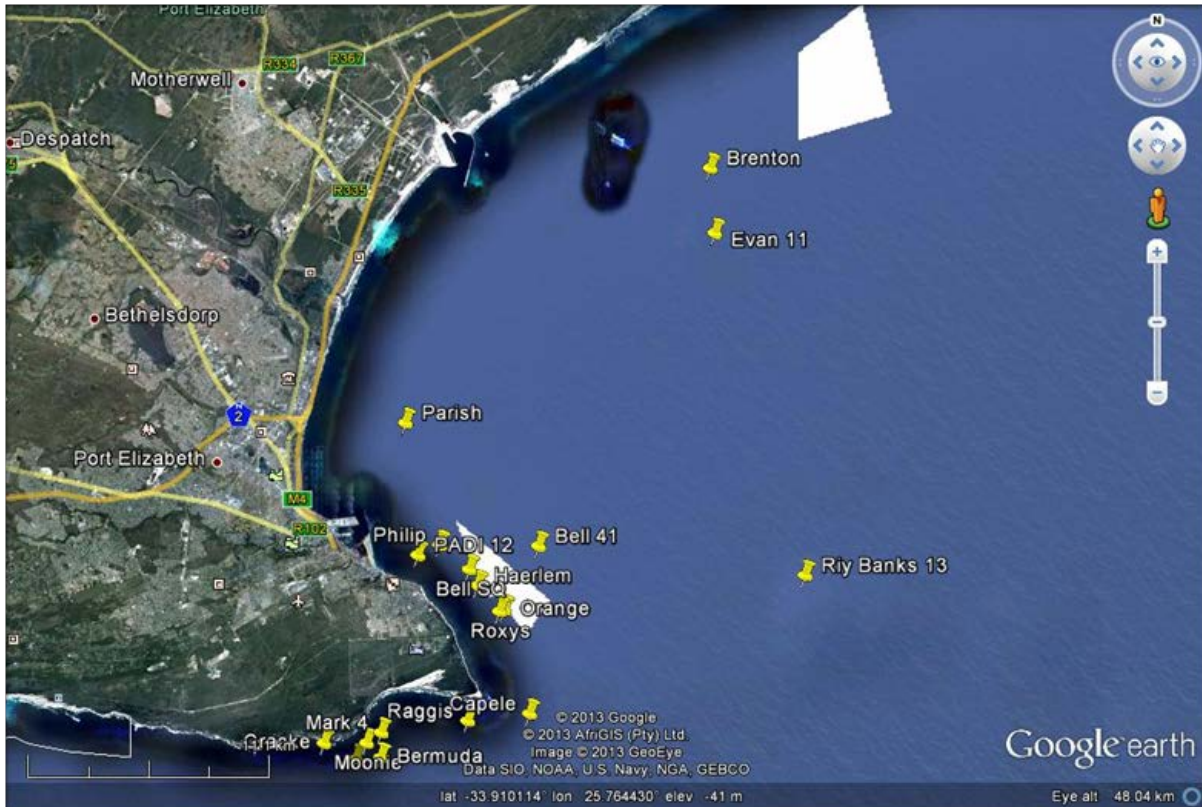 Port Elizabeth
N
R334
R367
Motherwell
Despatch
R335
Brenton
Evan 11
Bethelsdorp
N
2
Parish
Port Elizabeth
M4
R102
Philip
PADI 12
Bell 41
Haerlem
Bell SQ
Riy Banks 13
Orange
Roxys
Capele
Raggis
Mark 4
© 2013 Google
© 2013 AfriGIS (Pty) Ltd.
Image © 2013 GeoEye
Data SIO, NOAA, U.S. Navy, NGA, GEBCO
Moonie
Bermuda
Google earth
lat -33.910114° lon 25.764430° elev -41 m
Eye alt 48.04 km